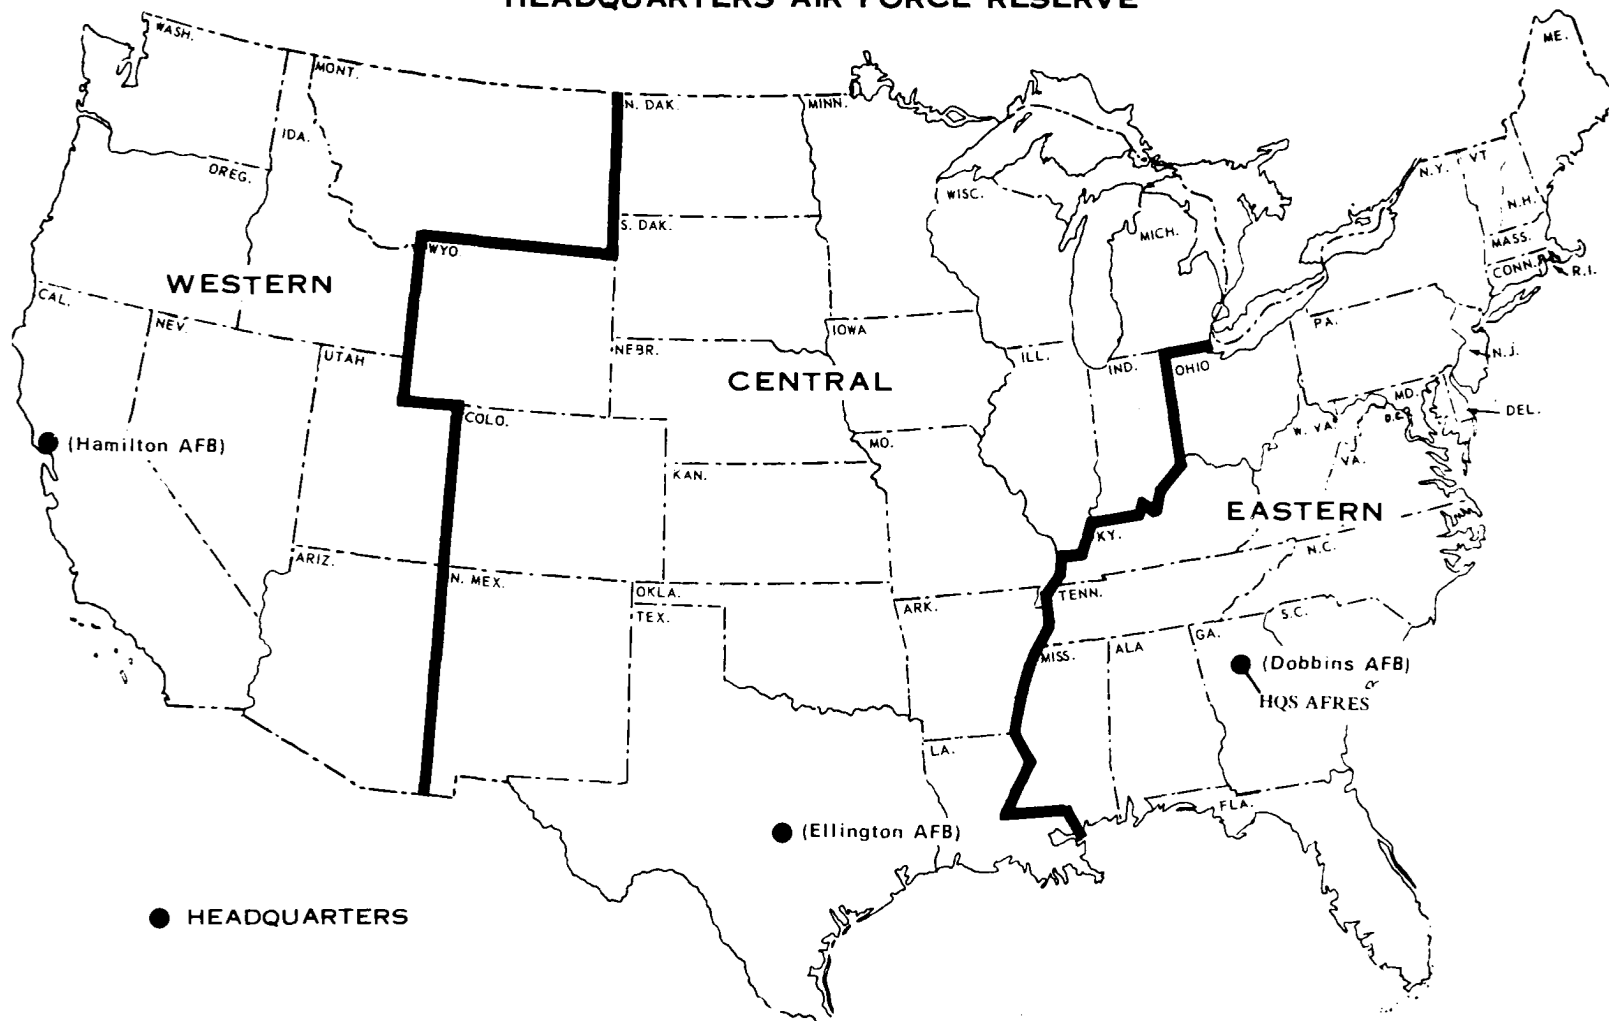 HEADQUARTERS AIR FORCE RESERVE
WASH.
MONT.
N. DAK.
MINN.
ME.
IDA.
OREG.
WISC.
N.Y.
VT
N.H.
S. DAK.
MICH.
MASS.
WYO
CONN.
R.I.
WESTERN
CAL.
NEV.
IOWA
PA.
UTAH
NEBR.
ILL.
IND.
OHIO
N.J.
CENTRAL
MD.
D.C.
DEL.
COLO.
W. VA.
(Hamilton AFB)
MO.
VA.
KAN.
EASTERN
KY.
N.C.
ARIZ.
N. MEX.
OKLA.
TENN.
ARK.
S.C.
TEX.
GA.
MISS.
ALA
(Dobbins AFB)
HQS AFRES
LA.
FLA.
(Ellington AFB)
HEADQUARTERS